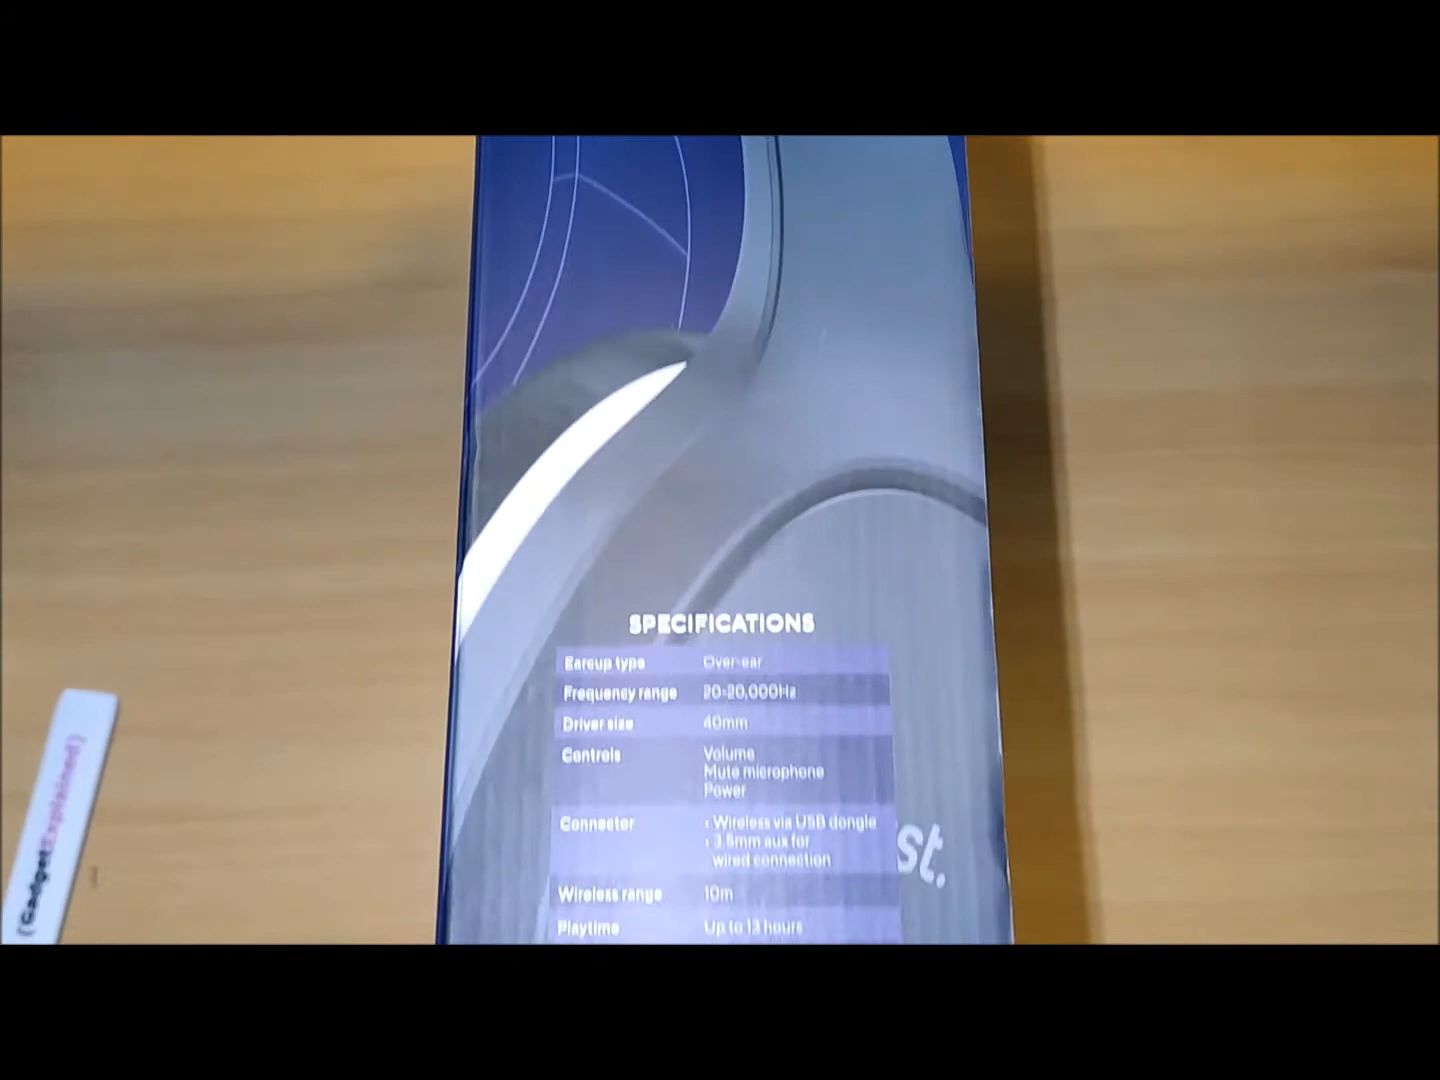 SPECIFICATIONS
Earcup type Over-ear
Frequency range 20-20,000Hz
Driver size 40mm
Controls Volume
Mute microphone
Power
Connector • Wireless via USB dongle
• 3.5mm aux for
wired connection
Wireless range 10m
Playtime Up to 13 hours
st.
{GadgetExplained}